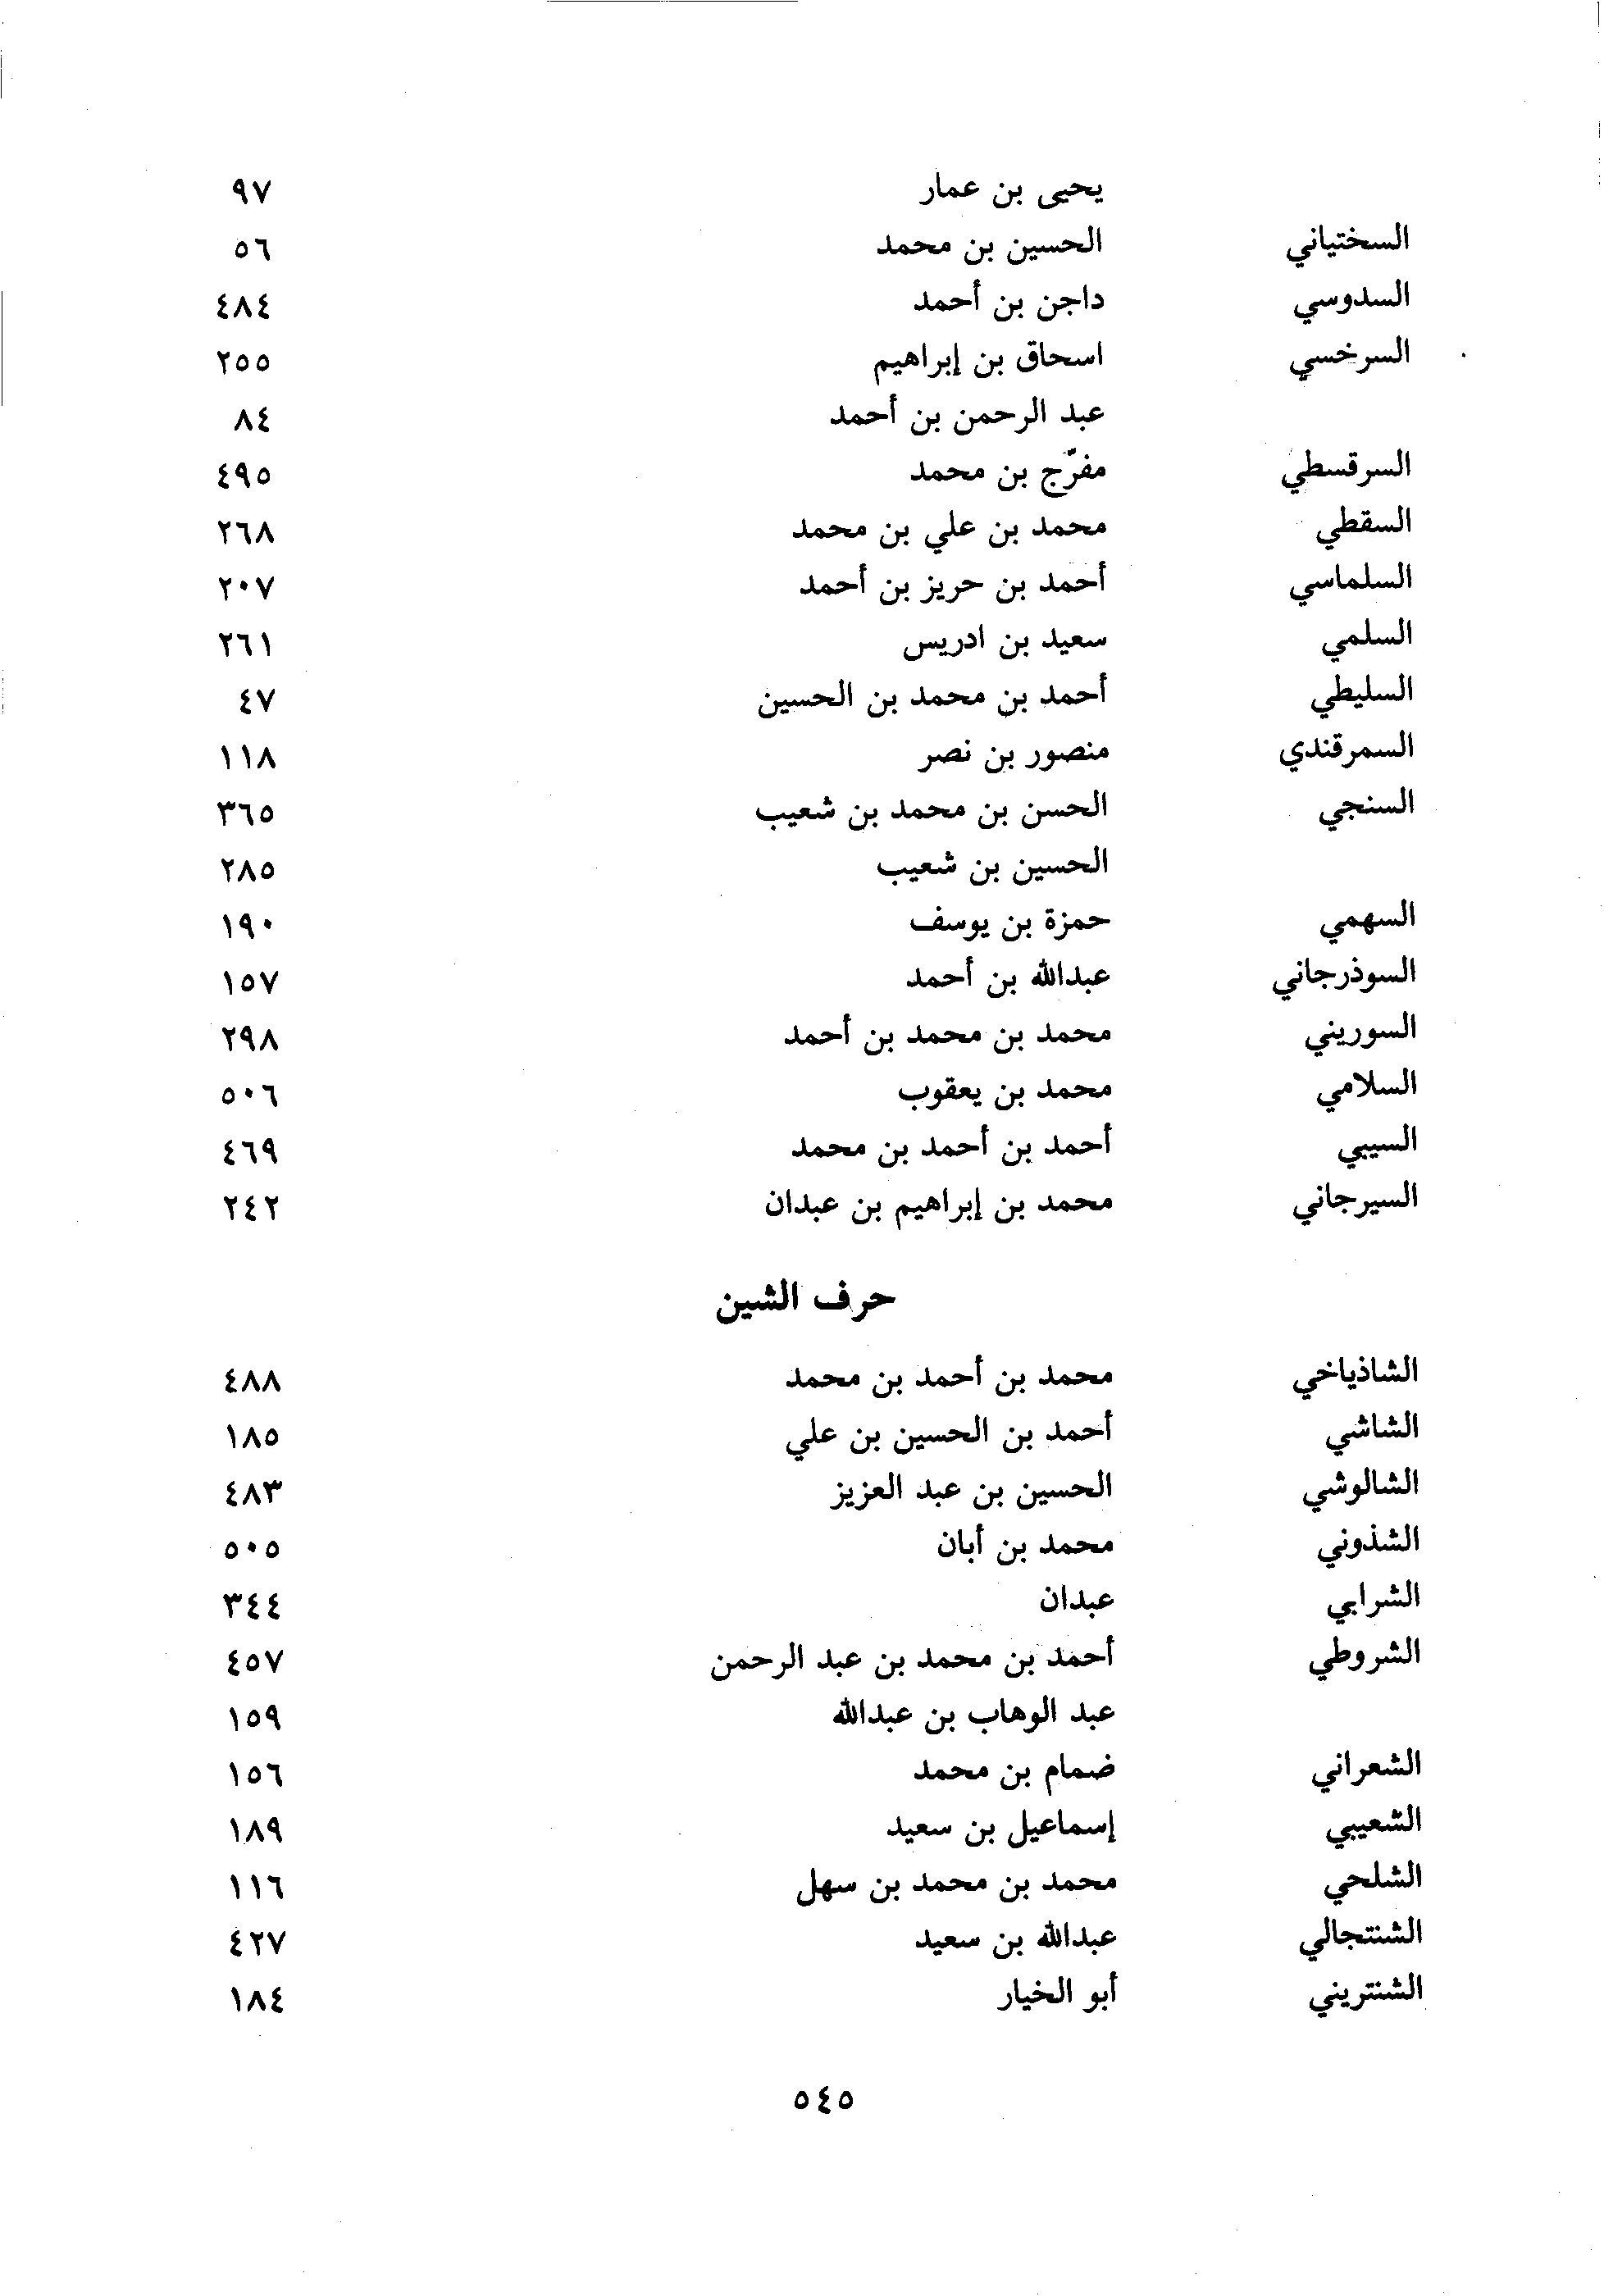 يحيى بن عمار ٩٧
السختياني الحسين بن محمد ٥٦
السدوسي داجن بن أحمد ٤٨٤
السرخسي اسحاق بن إبراهيم ٢٥٥
عبد الرحمن بن أحمد ٨٤
السرقسطي مفرّج بن محمد ٤٩٥
السقطي محمد بن علي بن محمد ٢٦٨
السلماسي أحمد بن حريز بن أحمد ٢٠٧
السلمي سعيد بن ادريس ٢٦١
السليطي أحمد بن محمد بن الحسين ٤٧
السمرقندي منصور بن نصر ١١٨
السنجي الحسن بن محمد بن شعيب ٣٦٥
الحسين بن شعيب ٢٨٥
السهمي حمزة بن يوسف ١٩٠
السوذرجاني عبدالله بن أحمد ١٥٧
السوريني محمد بن محمد بن أحمد ٢٩٨
السلامي محمد بن يعقوب ٥٠٦
السيبي أحمد بن أحمد بن محمد ٤٦٩
السيرجاني محمد بن إبراهيم بن عبدان ٢٤٢
حرف الشين
الشاذياخي محمد بن أحمد بن محمد ٤٨٨
الشاشي أحمد بن الحسين بن علي ١٨٥
الشالوشي الحسين بن عبد العزيز ٤٨٣
الشذوني محمد بن أبان ٥٠٥
الشرابي عبدان ٣٤٤
الشروطي أحمد بن محمد بن عبد الرحمن ٤٥٧
عبد الوهاب بن عبدالله ١٥٩
الشعراني ضمام بن محمد ١٥٦
الشعيبي إسماعيل بن سعيد ١٨٩
الشلحي محمد بن محمد بن سهل ١١٦
الشنتجالي عبدالله بن سعيد ٤٢٧
الشنتريني أبو الخيار ١٨٤
٥٤٥